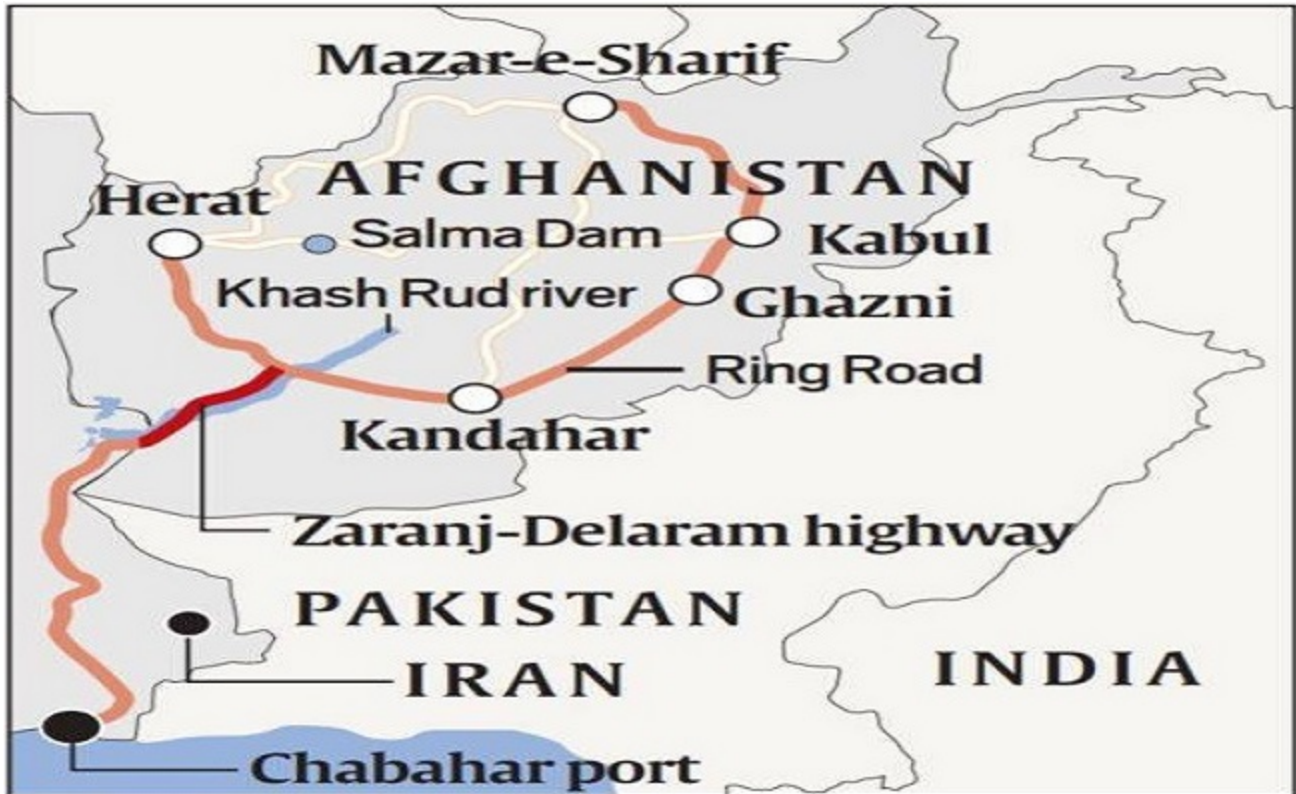 Mazar-e-Sharif
AFGHANISTAN
Herat
Salma Dam
Kabul
Khash Rud river
Ghazni
Ring Road
Kandahar
Zaranj-Delaram highway
PAKISTAN
IRAN
INDIA
Chabahar port